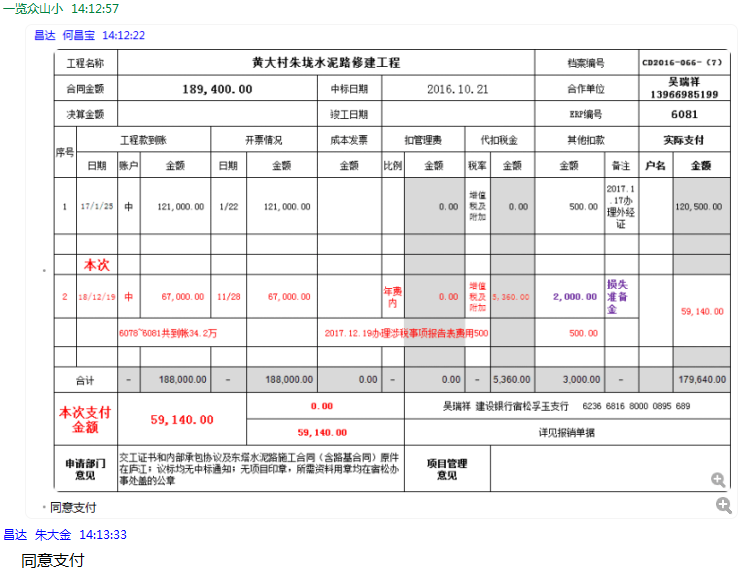 一览众山小 14:12:57
昌达 何昌宝 14:12:22
工程名称 黄大村朱垅水泥路修建工程 档案编号 CD2016-066-（7）
合同金额 189,400.00 中标日期 2016.10.21 合作单位 吴瑞祥 13966985199
决算金额 竣工日期 ERP编号 6081
序号 工程款到账 开票情况 成本发票 扣管理费 代扣税金 其他扣款 实际支付
日期 账户 金额 日期 金额 金额 比例 金额 税率 金额 金额 备注 户名 金额
1 17/1/25 中 121,000.00 1/22 121,000.00 0.00 增值税及附加 0.00 500.00 2017.1.17办理外经证 120,500.00
本次
2 18/12/19 中 67,000.00 11/28 67,000.00 年费内 0.00 增值税及附加 5,360.00 2,000.00 损失准备金 59,140.00
6078~6081共到帐34.2万 2017.12.19办理涉税事项报告表费用500 500.00
合计 - 188,000.00 - 188,000.00 0.00 - 0.00 - 5,360.00 3,000.00 - 179,640.00
本次支付金额 59,140.00 0.00 吴瑞祥 建设银行宿松孚玉支行 6236 6816 8000 0895 689
59,140.00 详见报销单据
申请部门意见 交工证书和内部承包协议及东塔水泥路施工合同（含路基合同）原件在庐江；议标均无中标通知；无项目印章，所需资料用章均在宿松办事处盖的公章 项目管理意见
同意支付
昌达 朱大金 14:13:33
同意支付